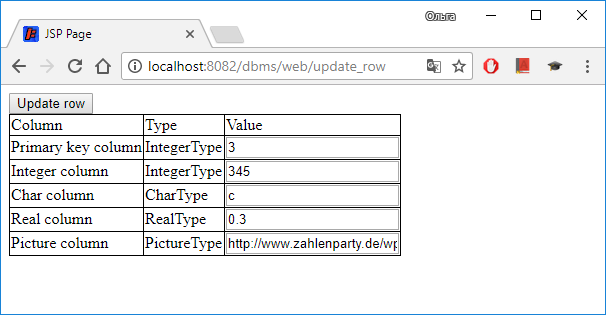 Ольга
JSP Page
localhost:8082/dbms/web/update_row
Update row
Column Type Value
Primary key column IntegerType 3
Integer column IntegerType 345
Char column CharType c
Real column RealType 0.3
Picture column PictureType http://www.zahlenparty.de/wp